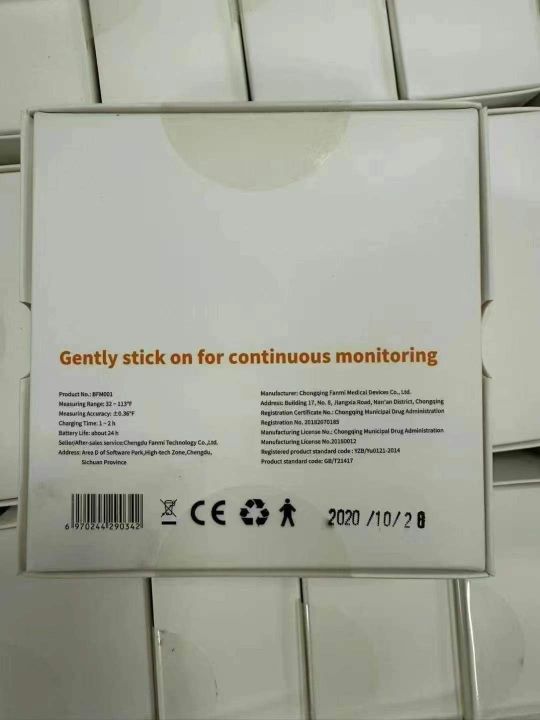 Gently stick on for continuous monitoring
Product No.: BFM001
Measuring Range: 32 ~ 113°F
Measuring Accuracy: ±0.36°F
Charging Time: 1 ~ 2 h
Battery Life: about 24 h
Seller/After-sales service:Chengdu Fanmi Technology Co.,Ltd.
Address: Area D of Software Park,High-tech Zone,Chengdu,
Sichuan Province
Manufacturer: Chongqing Fanmi Medical Devices Co., Ltd.
Address: Building 17, No. 8, Jiangxia Road, Nan'an District, Chongqing
Registration Certificate No.: Chongqing Municipal Drug Administration
Registration No. 20182070185
Manufacturing License No.: Chongqing Municipal Drug Administration
Manufacturing License No.20160012
Registered product standard code : YZB/Yu0121-2014
Product standard code: GB/T21417
6 970244 290342
CE
2020 /10/28